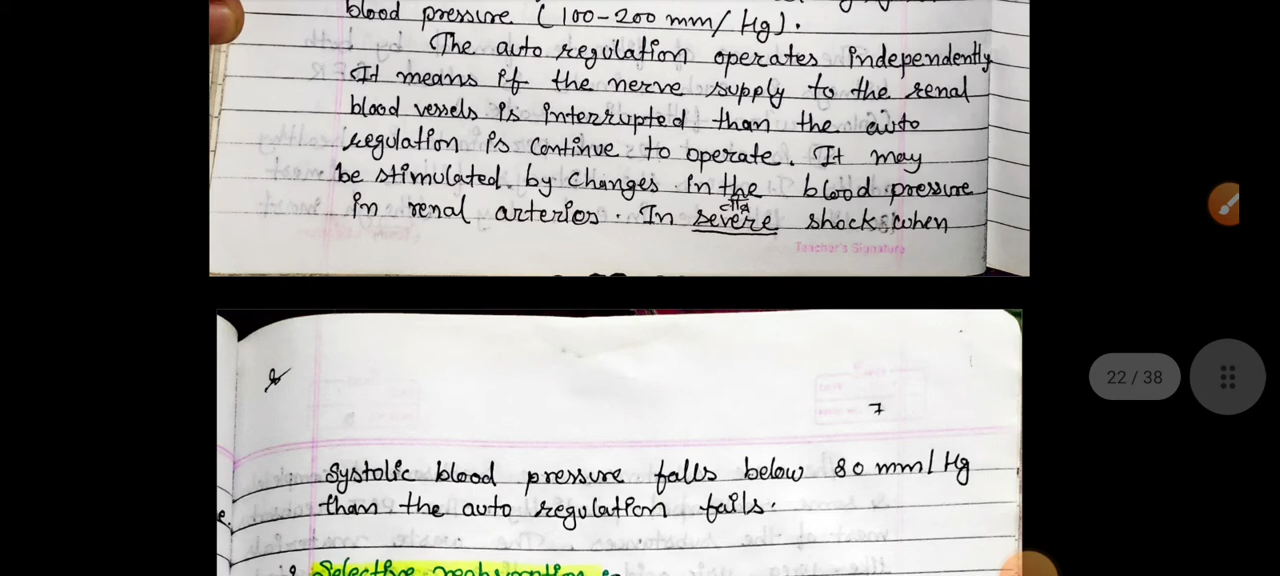 blood pressure (100-200 mm/Hg).
The auto regulation operates independently
It means if the nerve supply to the renal
blood vessels is interrupted than the auto
regulation is continue to operate. It may
be stimulated by changes in the blood pressure
in renal arteries. In severe shock when
Teacher's Signature
7
22 / 38
Systolic blood pressure falls below 80 mm/Hg
than the auto regulation fails.
Selective reabsorption